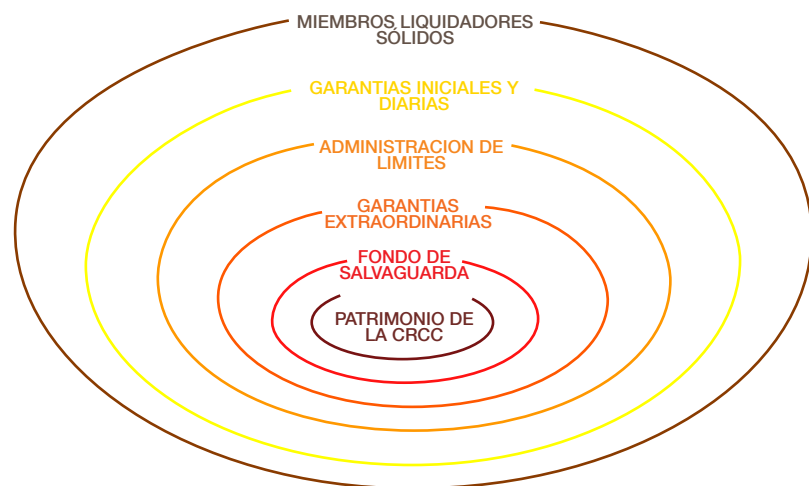 MIEMBROS LIQUIDADORES
SÓLIDOS
GARANTIAS INICIALES Y
DIARIAS
ADMINISTRACION DE
LIMITES
GARANTIAS
EXTRAORDINARIAS
FONDO DE
SALVAGUARDA
PATRIMONIO DE
LA CRCC